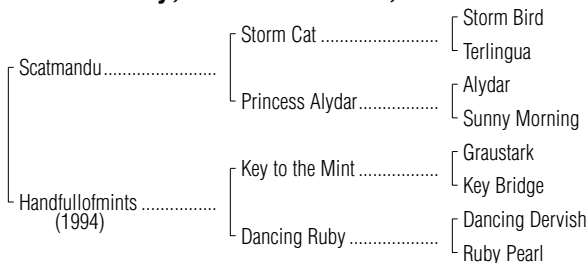 Storm Bird
Storm Cat
Terlingua
Scatmandu
Alydar
Princess Alydar
Sunny Morning
Graustark
Key to the Mint
Key Bridge
Handfullofmints
(1994)
Dancing Dervish
Dancing Ruby
Ruby Pearl